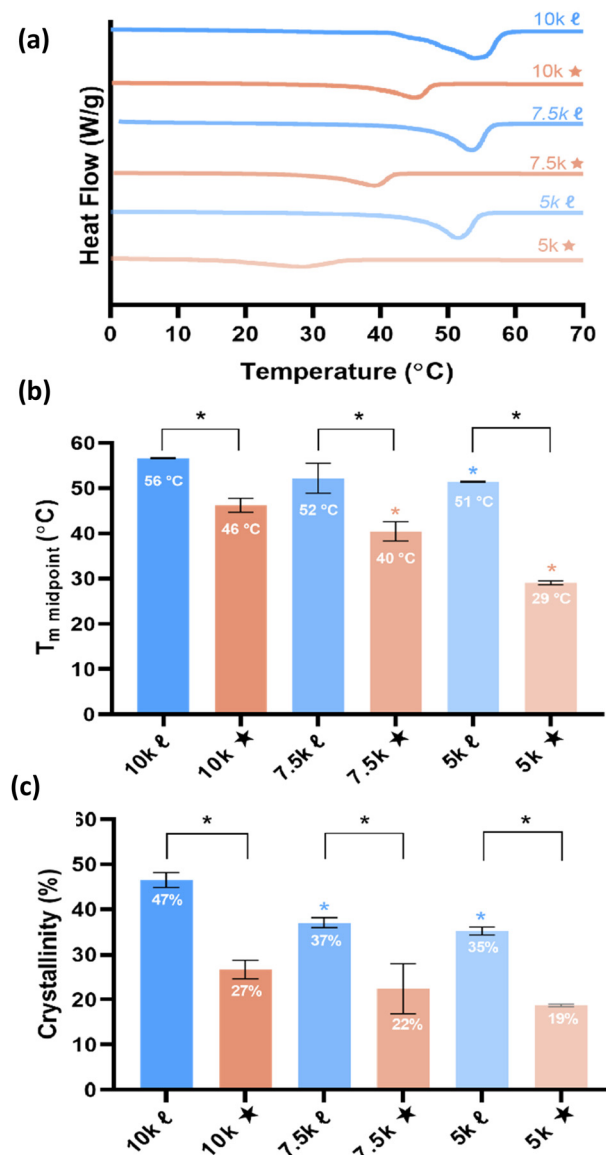 (a)
10k ℓ
10k ★
7.5k ℓ
7.5k ★
5k ℓ
5k ★
Heat Flow (W/g)
0 10 20 30 40 50 60 70
Temperature (°C)
(b)
* * *
60
50
40
30
20
10
0
Tm midpoint (°C)
56 °C
46 °C
52 °C
*
40 °C
*
51 °C
*
29 °C
10k ℓ
10k ★
7.5k ℓ
7.5k ★
5k ℓ
5k ★
(c)
* * *
60
50
40
30
20
10
0
Crystallinity (%)
47%
27%
*
37%
22%
*
35%
19%
10k ℓ
10k ★
7.5k ℓ
7.5k ★
5k ℓ
5k ★